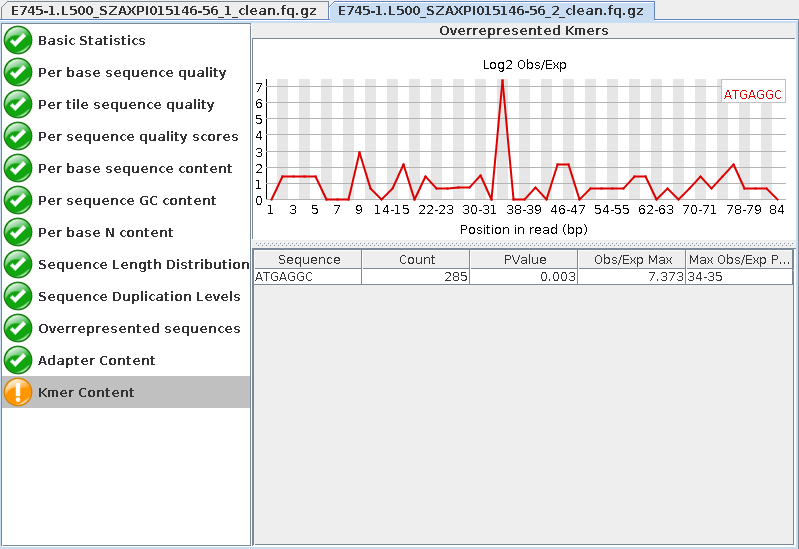 E745-1.L500_SZAXPI015146-56_1_clean.fq.gz
E745-1.L500_SZAXPI015146-56_2_clean.fq.gz
Basic Statistics
Per base sequence quality
Per tile sequence quality
Per sequence quality scores
Per base sequence content
Per sequence GC content
Per base N content
Sequence Length Distribution
Sequence Duplication Levels
Overrepresented sequences
Adapter Content
Kmer Content
Overrepresented Kmers
Log2 Obs/Exp
ATGAGGC
7
6
5
4
3
2
1
0
1 3 5 7 9 14-15 22-23 30-31 38-39 46-47 54-55 62-63 70-71 78-79 84
Position in read (bp)
Sequence Count PValue Obs/Exp Max Max Obs/Exp P...
ATGAGGC 285 0.003 7.373 34-35